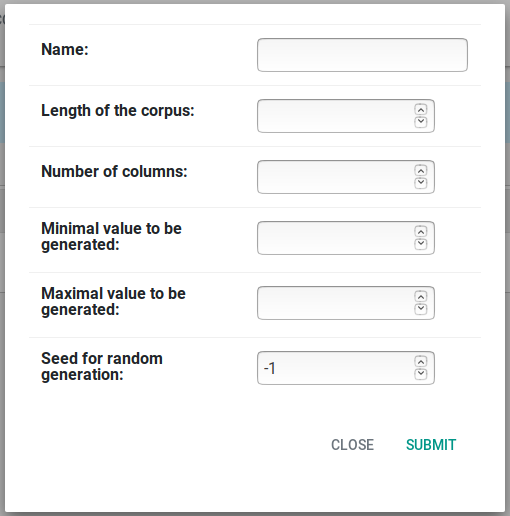 Name:
Length of the corpus:
Number of columns:
Minimal value to be
generated:
Maximal value to be
generated:
Seed for random
generation:
-1
CLOSE SUBMIT